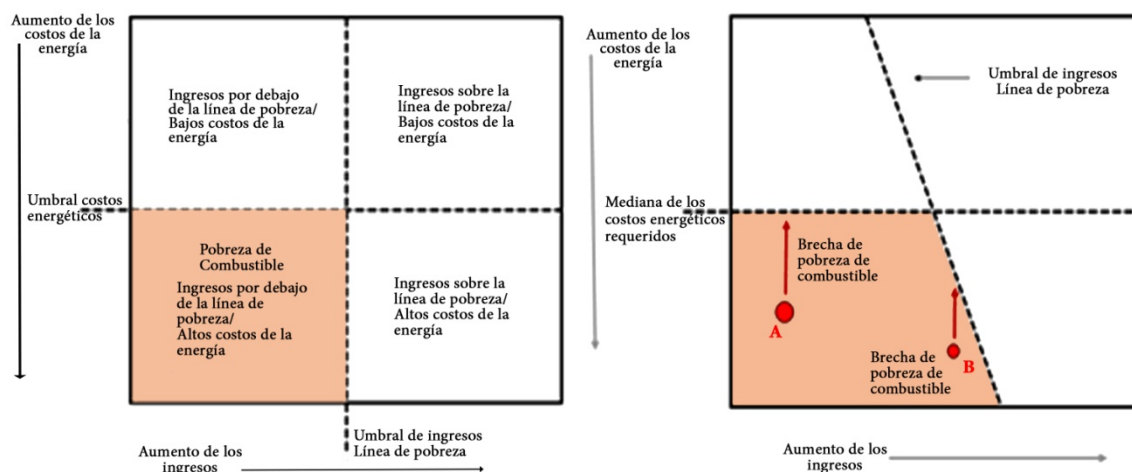 Aumento de los
costos de la
energía
Ingresos por debajo
de la línea de pobreza/
Bajos costos de la
energía
Ingresos sobre la
línea de pobreza/
Bajos costos de la
energía
Umbral costos
energéticos
Pobreza de
Combustible
Ingresos por debajo
de la línea de
pobreza/
Altos costos de la
energía
Ingresos sobre la
línea de pobreza/
Altos costos de la
energía
Umbral de ingresos
Línea de pobreza
Aumento de los
ingresos
Aumento de los
costos de la
energía
Umbral de ingresos
Línea de pobreza
Mediana de los
costos energéticos
requeridos
Brecha de
pobreza de
combustible
A
B
Brecha de
pobreza de
combustible
Aumento de los
ingresos